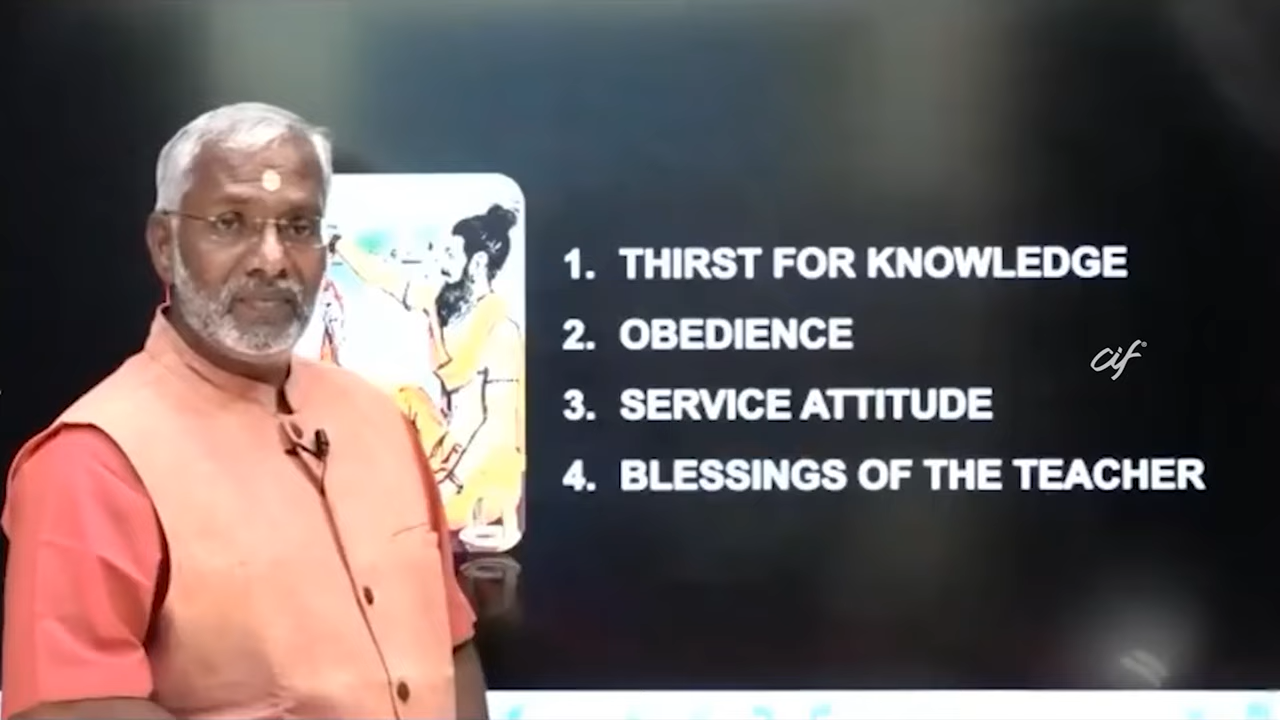 1. THIRST FOR KNOWLEDGE
2. OBEDIENCE
cif
3. SERVICE ATTITUDE
4. BLESSINGS OF THE TEACHER